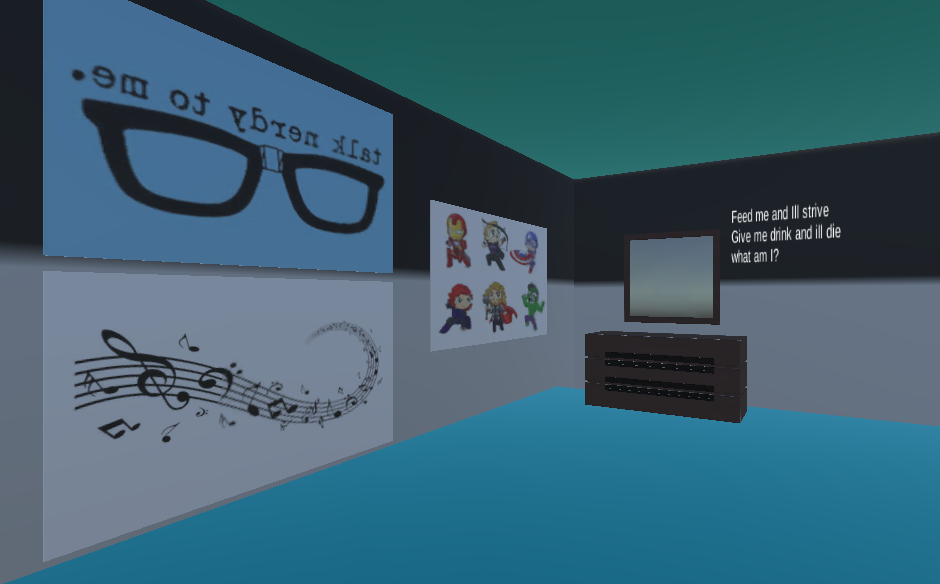 talk nerdy to me.
Feed me and Ill strive
Give me drink and ill die
what am I?